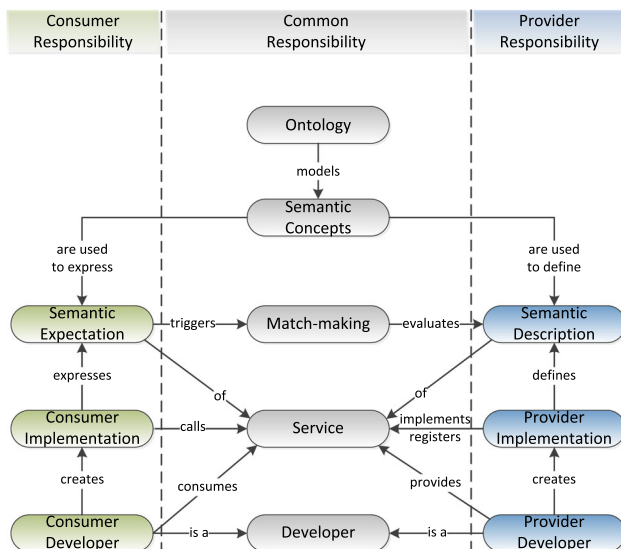 Consumer
Responsibility
Common
Responsibility
Provider
Responsibility
Ontology
models
Semantic
Concepts
are used
to express
are used
to define
Semantic
Expectation
triggers
Match-making
evaluates
Semantic
Description
expresses
of
of
defines
Consumer
Implementation
calls
Service
implements
registers
Provider
Implementation
creates
consumes
provides
creates
Consumer
Developer
is a
Developer
is a
Provider
Developer